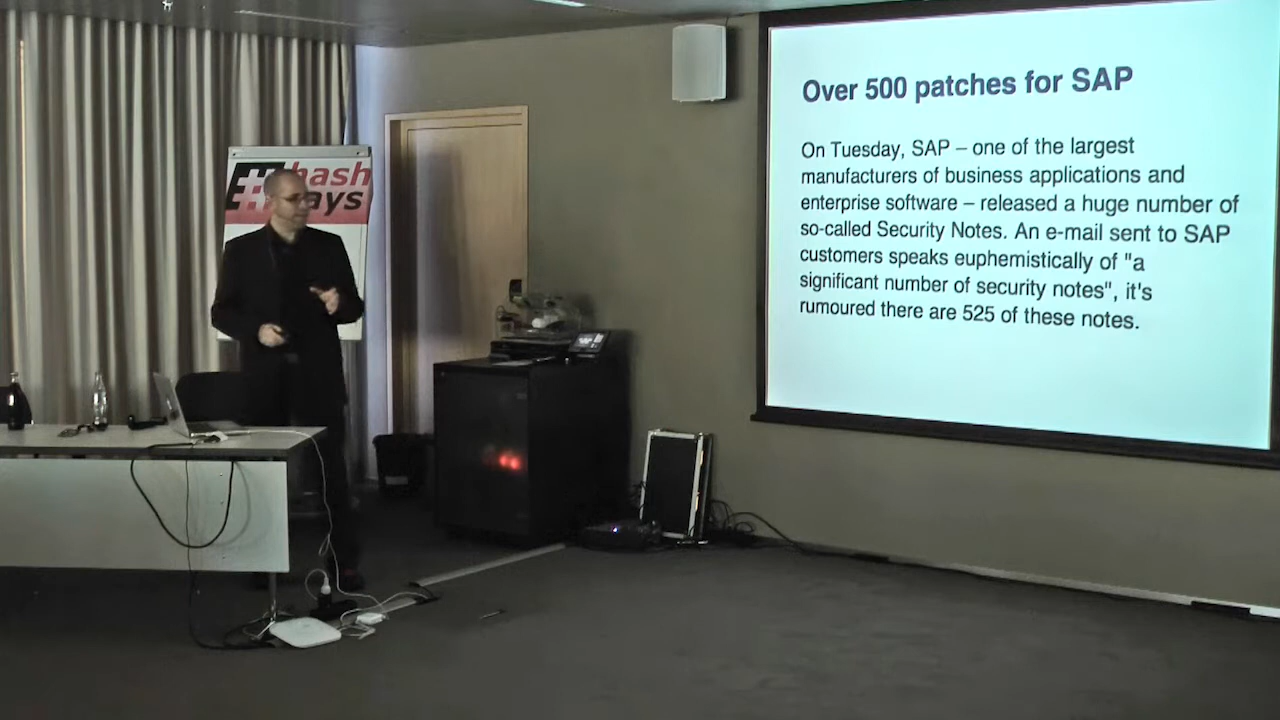 hash
days
Over 500 patches for SAP
On Tuesday, SAP – one of the largest
manufacturers of business applications and
enterprise software – released a huge number of
so-called Security Notes. An e-mail sent to SAP
customers speaks euphemistically of "a
significant number of security notes", it's
rumoured there are 525 of these notes.